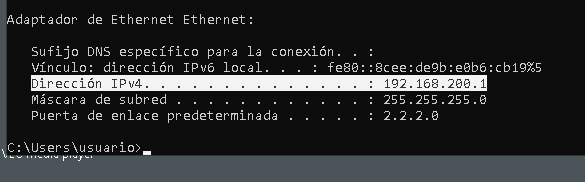 Adaptador de Ethernet Ethernet:
Sufijo DNS específico para la conexión. . :
Vínculo: dirección IPv6 local. . . : fe80::8cee:de9b:e0b6:cb19%5
Dirección IPv4. . . . . . . . . . . . . . : 192.168.200.1
Máscara de subred . . . . . . . . . . . . : 255.255.255.0
Puerta de enlace predeterminada . . . . . : 2.2.2.0
C:\Users\usuario>
media player